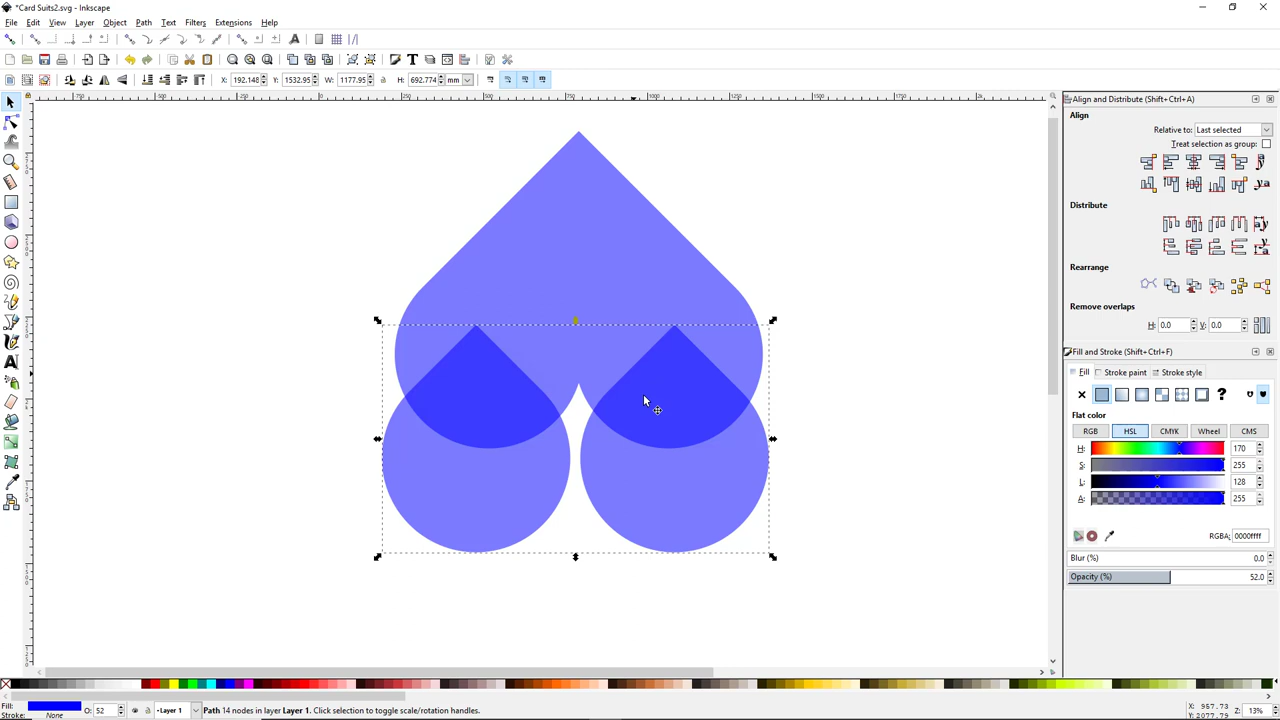 *Card Suits2.svg - Inkscape
File Edit View Layer Object Path Text Filters Extensions Help
X: 192.148 Y: 1532.95 W: 1177.95 H: 692.774 mm
Align and Distribute (Shift+Ctrl+A)
Align
Relative to: Last selected
Treat selection as group:
Distribute
Rearrange
Remove overlaps
H: 0.0 V: 0.0
Fill and Stroke (Shift+Ctrl+F)
Fill Stroke paint Stroke style
Flat color
RGB HSL CMYK Wheel CMS
H: 170
S: 255
L: 128
A: 255
RGBA: 0000ffff
Blur (%) 0.0
Opacity (%) 52.0
Fill:
Stroke: None
O: 52
Layer 1
Path 14 nodes in layer Layer 1. Click selection to toggle scale/rotation handles.
X: 957.73
Y: 2077.79
Z: 13%